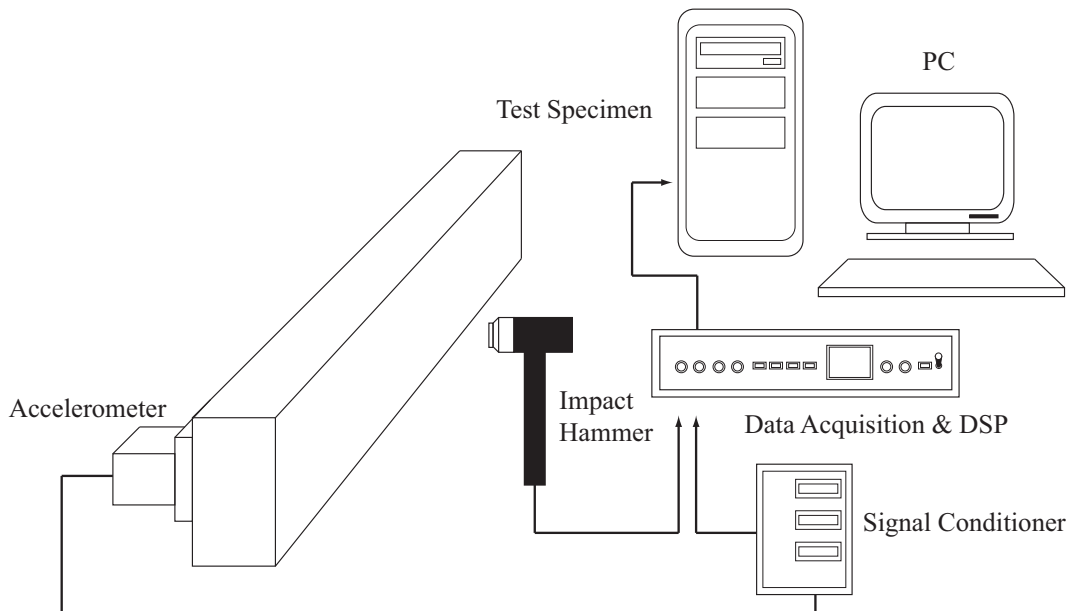 PC
Test Specimen
Accelerometer
Impact
Hammer
Data Acquisition & DSP
Signal Conditioner